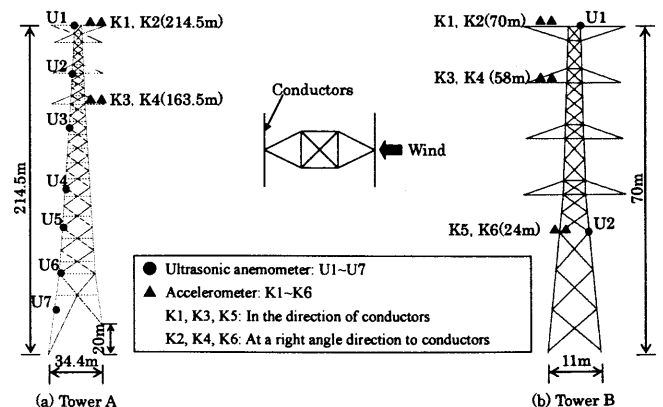 U1
K1, K2(214.5m)
U2
K3, K4(163.5m)
U3
U4
U5
U6
U7
214.5m
20m
34.4m
(a) Tower A
Conductors
Wind
K1, K2(70m)
U1
K3, K4 (58m)
K5, K6(24m)
U2
70m
11m
(b) Tower B
● Ultrasonic anemometer: U1~U7
▲ Accelerometer: K1~K6
K1, K3, K5: In the direction of conductors
K2, K4, K6: At a right angle direction to conductors